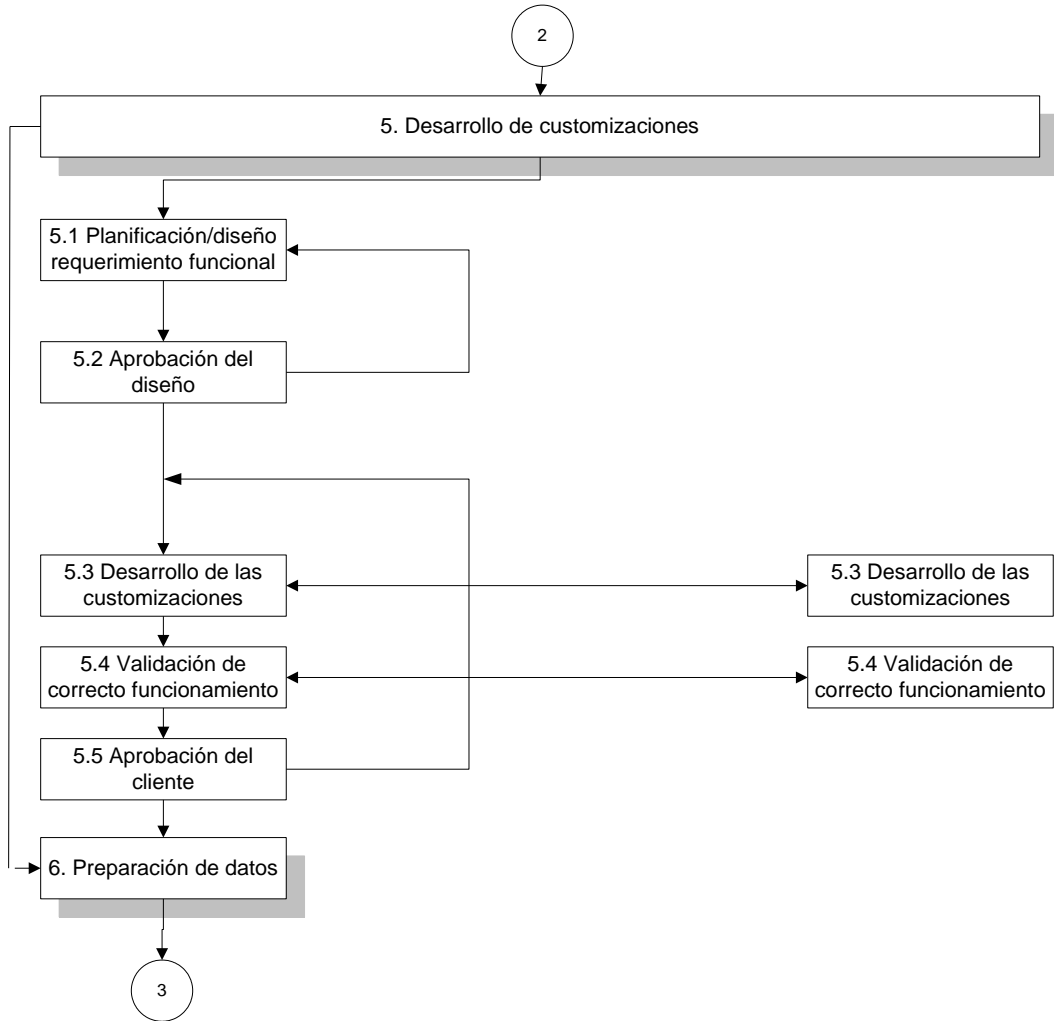 2
5. Desarrollo de customizaciones
5.1 Planificación/diseño
requerimiento funcional
5.2 Aprobación del
diseño
5.3 Desarrollo de las
customizaciones
5.3 Desarrollo de las
customizaciones
5.4 Validación de
correcto funcionamiento
5.4 Validación de
correcto funcionamiento
5.5 Aprobación del
cliente
6. Preparación de datos
3